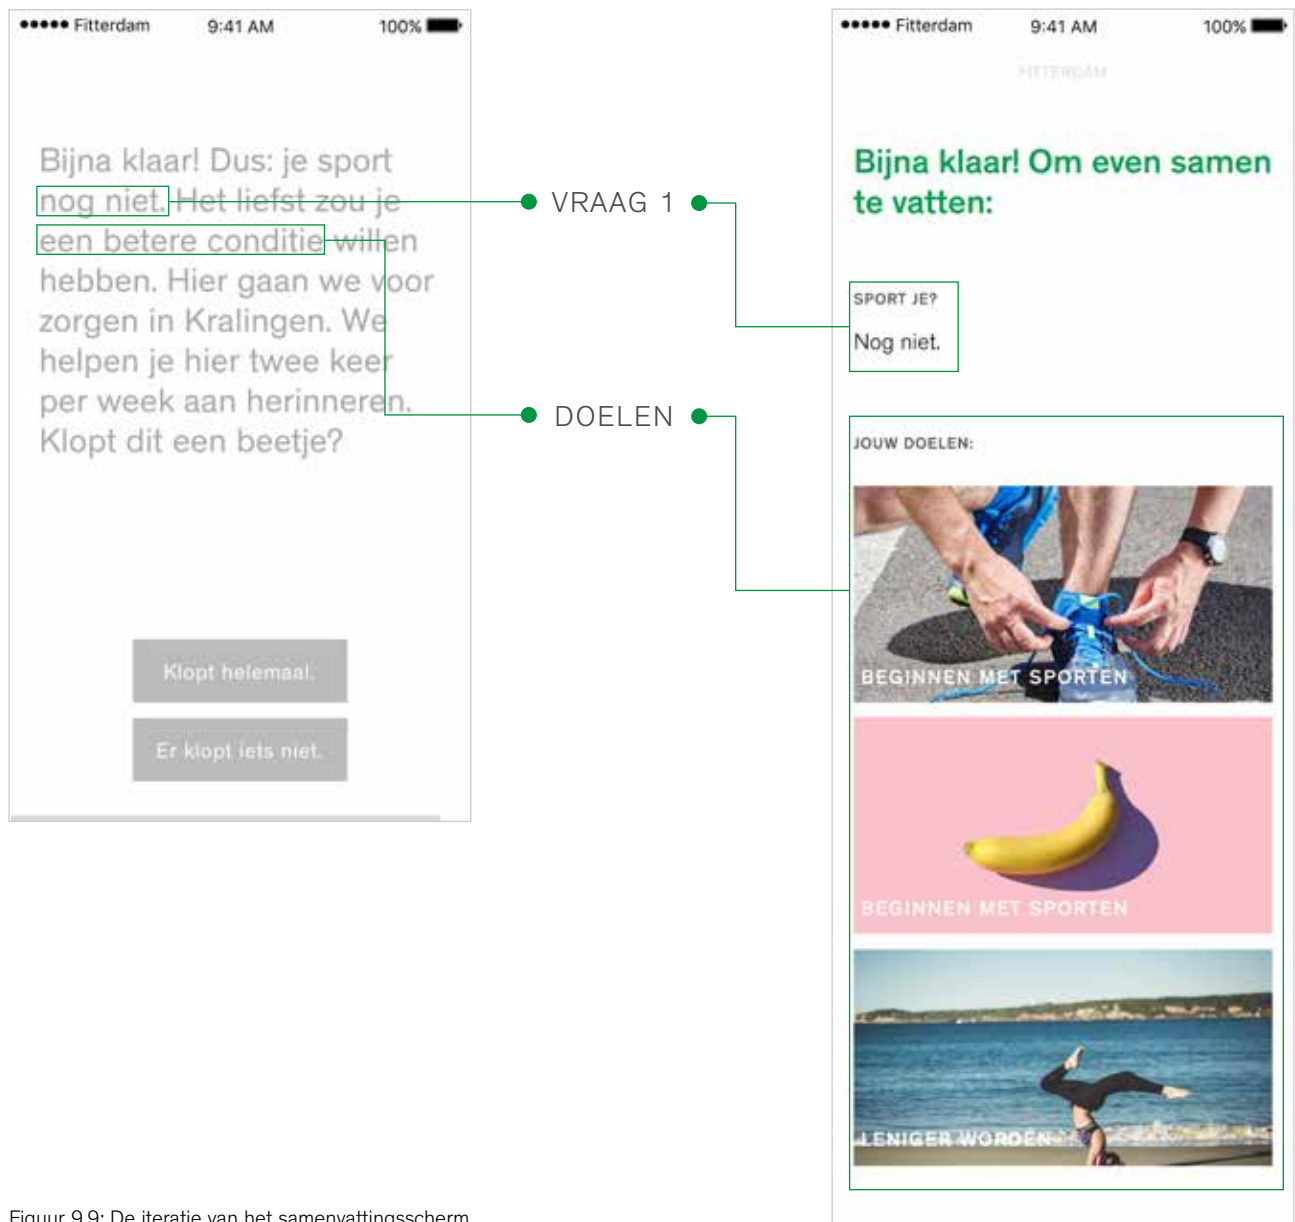 Fitterdam 9:41 AM 100%
Bijna klaar! Dus: je sport
nog niet. Het liefst zou je
een betere conditie willen
hebben. Hier gaan we voor
zorgen in Kralingen. We
helpen je hier twee keer
per week aan herinneren.
Klopt dit een beetje?
Klopt helemaal.
Er klopt iets niet.
VRAAG 1
DOELEN
Fitterdam 9:41 AM 100%
FITTERDAM
Bijna klaar! Om even samen
te vatten:
SPORT JE?
Nog niet.
JOUW DOELEN:
BEGINNEN MET SPORTEN
BEGINNEN MET SPORTEN
LENIGER WORDEN
Figuur 9.9: De iteratie van het samenvattingsscherm